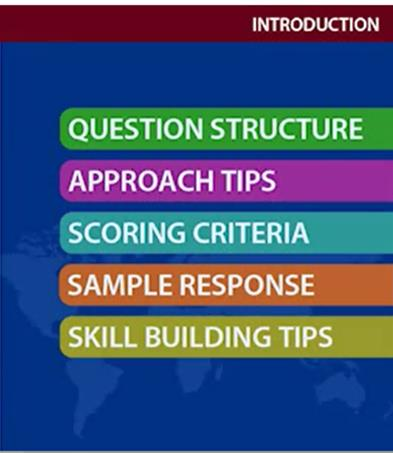 INTRODUCTION
QUESTION STRUCTURE
APPROACH TIPS
SCORING CRITERIA
SAMPLE RESPONSE
SKILL BUILDING TIPS